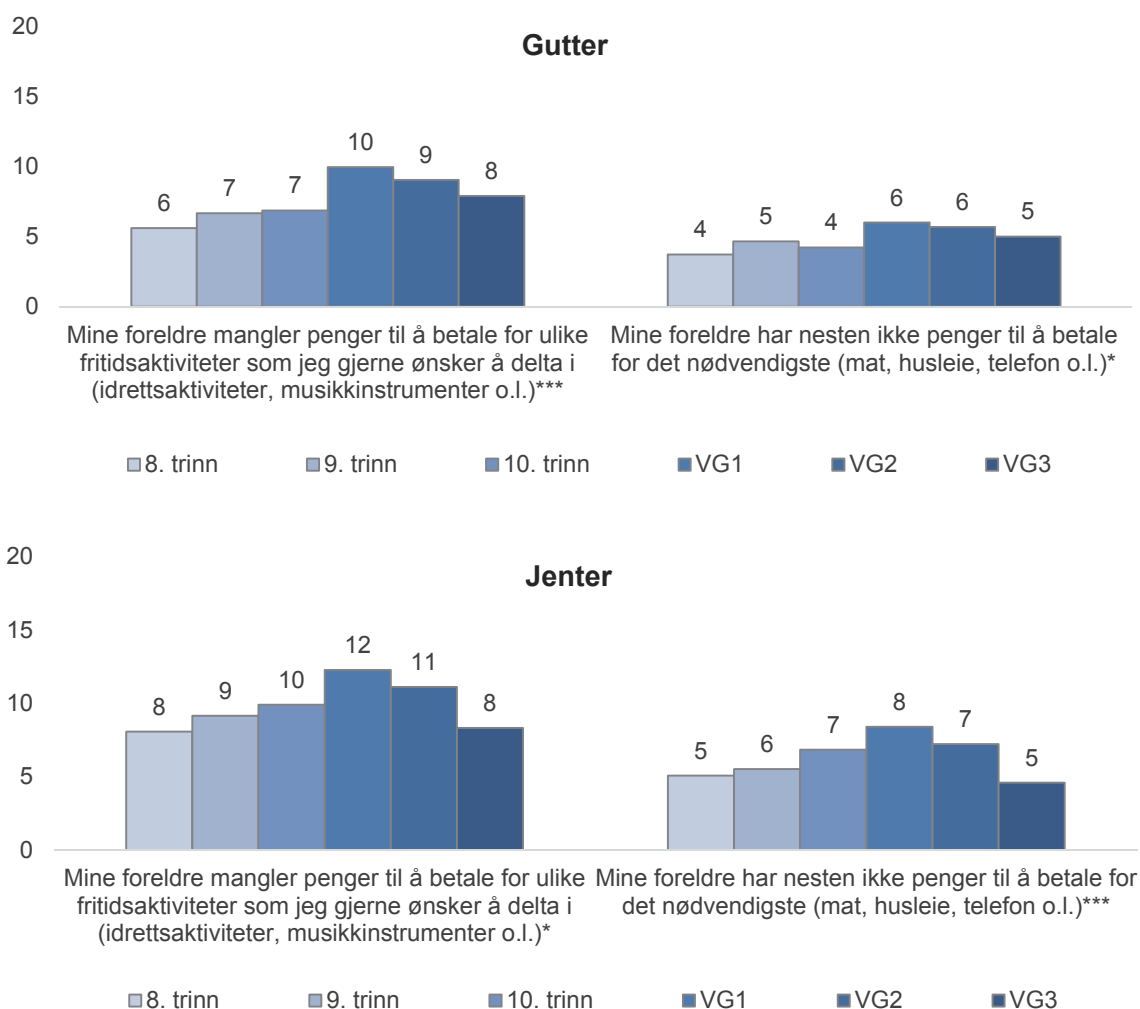 20
Gutter
15
10
5
0
6 7 7 10 9 8
4 5 4 6 6 5
Mine foreldre mangler penger til å betale for ulike
fritidsaktiviteter som jeg gjerne ønsker å delta i
(idrettsaktiviteter, musikkinstrumenter o.l.)***
Mine foreldre har nesten ikke penger til å betale
for det nødvendigste (mat, husleie, telefon o.l.)*
8. trinn 9. trinn 10. trinn VG1 VG2 VG3
20
Jenter
15
10
5
0
8 9 10 12 11 8
5 6 7 8 7 5
Mine foreldre mangler penger til å betale for ulike
fritidsaktiviteter som jeg gjerne ønsker å delta i
(idrettsaktiviteter, musikkinstrumenter o.l.)*
Mine foreldre har nesten ikke penger til å betale for
det nødvendigste (mat, husleie, telefon o.l.)***
8. trinn 9. trinn 10. trinn VG1 VG2 VG3